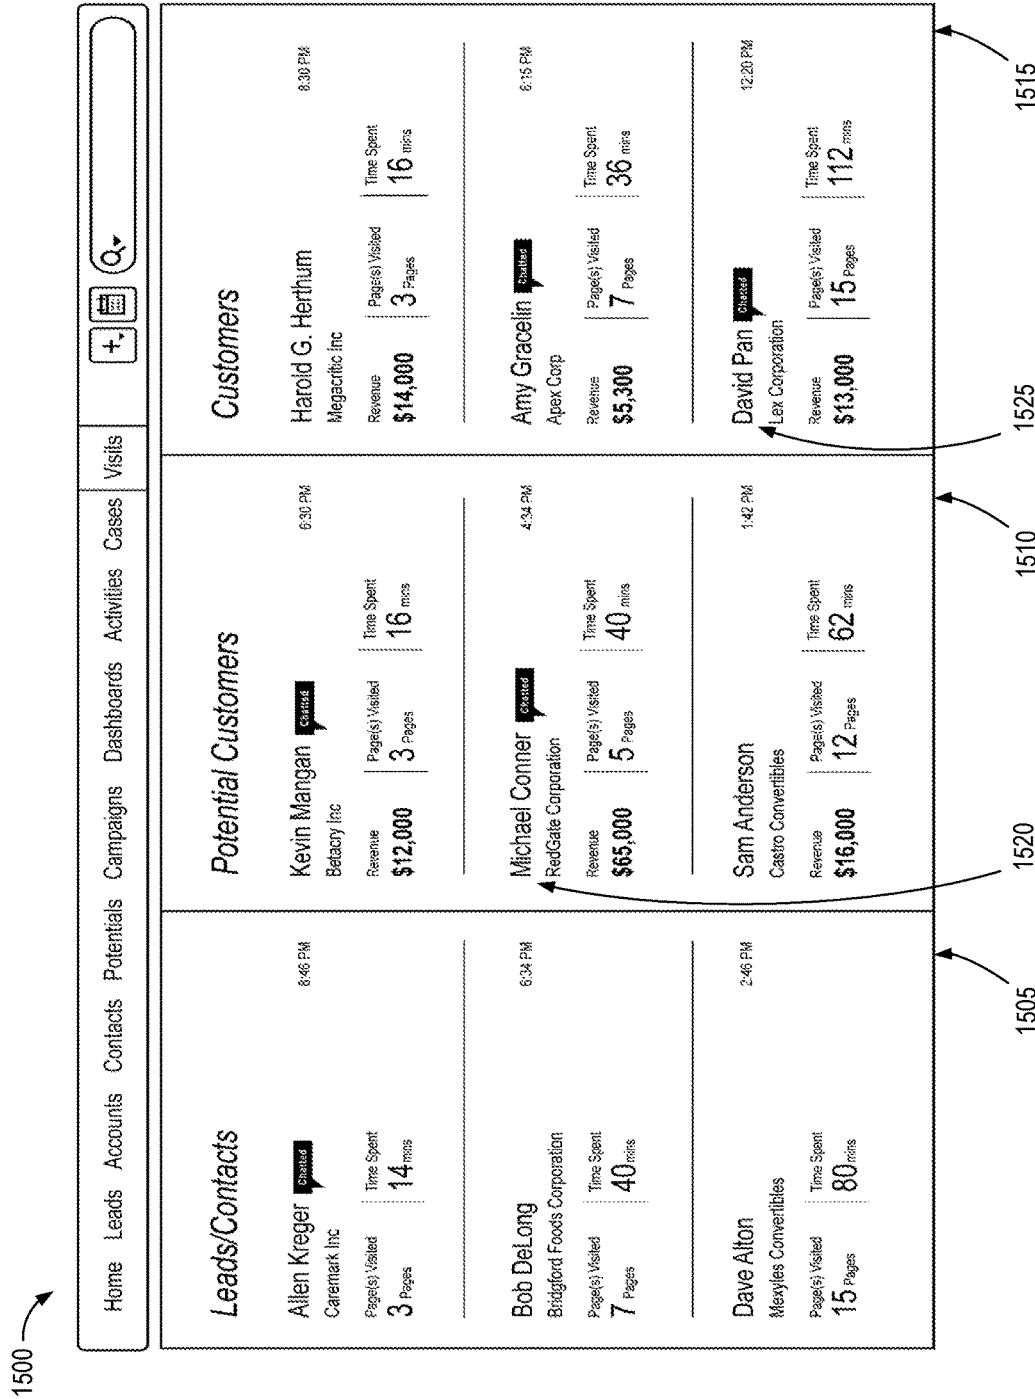 1500
Home Leads Accounts Contacts Potentials Campaigns Dashboards Activities Cases Visits
Leads/Contacts
Allen Kreger Chatted 8:46 PM
Caremark Inc
Page(s) Visited Time Spent
3 Pages 14 mins
Bob DeLong 6:34 PM
Bridgford Foods Corporation
Page(s) Visited Time Spent
7 Pages 40 mins
Dave Alton 2:46 PM
Mexyles Convertibles
Page(s) Visited Time Spent
15 Pages 80 mins
1505
Potential Customers
Kevin Mangan Chatted 6:30 PM
Betacry Inc
Revenue Page(s) Visited Time Spent
$12,000 3 Pages 16 mins
Michael Conner Chatted 4:34 PM
RedGate Corporation
Revenue Page(s) Visited Time Spent
$65,000 5 Pages 40 mins
Sam Anderson 1:42 PM
Castro Convertibles
Revenue Page(s) Visited Time Spent
$16,000 12 Pages 62 mins
1520
1510
Customers
Harold G. Herthum 8:30 PM
Megacritic Inc
Revenue Page(s) Visited Time Spent
$14,000 3 Pages 16 mins
Amy Gracelin Chatted 6:15 PM
Apex Corp
Revenue Page(s) Visited Time Spent
$5,300 7 Pages 36 mins
David Pan Chatted 12:20 PM
Lex Corporation
Revenue Page(s) Visited Time Spent
$13,000 15 Pages 112 mins
1525
1515